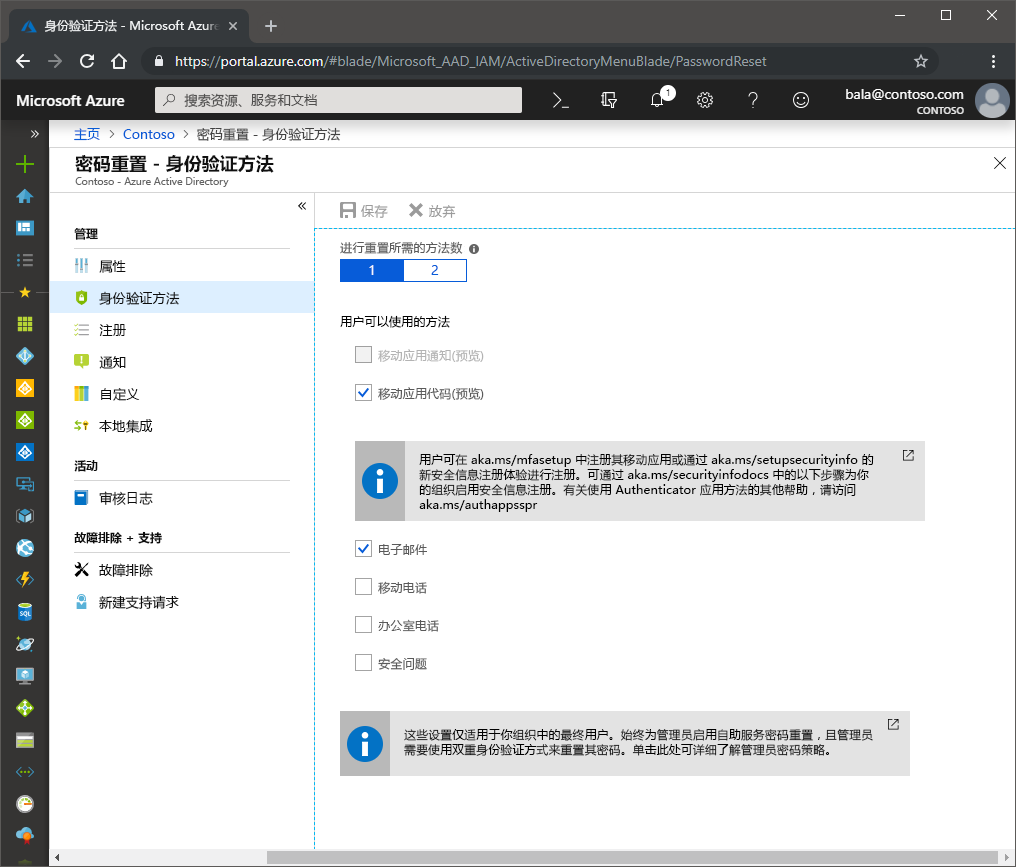 身份验证方法 - Microsoft Azure
https://portal.azure.com/#blade/Microsoft_AAD_IAM/ActiveDirectoryMenuBlade/PasswordReset
Microsoft Azure
搜索资源、服务和文档
1
bala@contoso.com
CONTOSO
主页 > Contoso > 密码重置 - 身份验证方法
密码重置 - 身份验证方法
Contoso - Azure Active Directory
管理
属性
身份验证方法
注册
通知
自定义
本地集成
活动
审核日志
故障排除 + 支持
故障排除
新建支持请求
保存
放弃
进行重置所需的方法数
1
2
用户可以使用的方法
移动应用通知(预览)
移动应用代码(预览)
用户可在 aka.ms/mfasetup 中注册其移动应用或通过 aka.ms/setupsecurityinfo 的
新安全信息注册体验进行注册。可通过 aka.ms/securityinfodocs 中的以下步骤为你
的组织启用安全信息注册。有关使用 Authenticator 应用方法的其他帮助，请访问
aka.ms/authappsspr
电子邮件
移动电话
办公室电话
安全问题
这些设置仅适用于你组织中的最终用户。始终为管理员启用自助服务密码重置，且管理员
需要使用双重身份验证方式来重置其密码。单击此处可详细了解管理员密码策略。
SQL